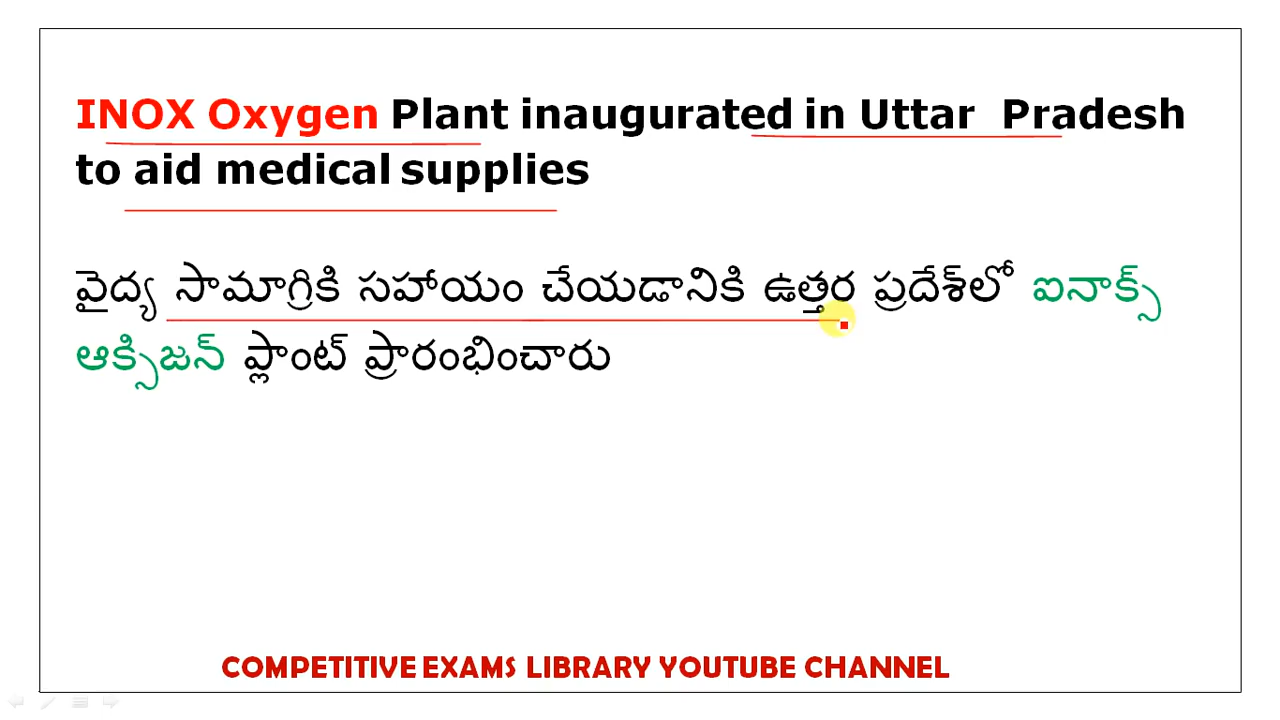 INOX Oxygen Plant inaugurated in Uttar Pradesh
to aid medical supplies
వైద్య సామాగ్రికి సహాయం చేయడానికి ఉత్తర ప్రదేశ్‌లో ఐనాక్స్
ఆక్సిజన్ ప్లాంట్ ప్రారంభించారు
COMPETITIVE EXAMS LIBRARY YOUTUBE CHANNEL